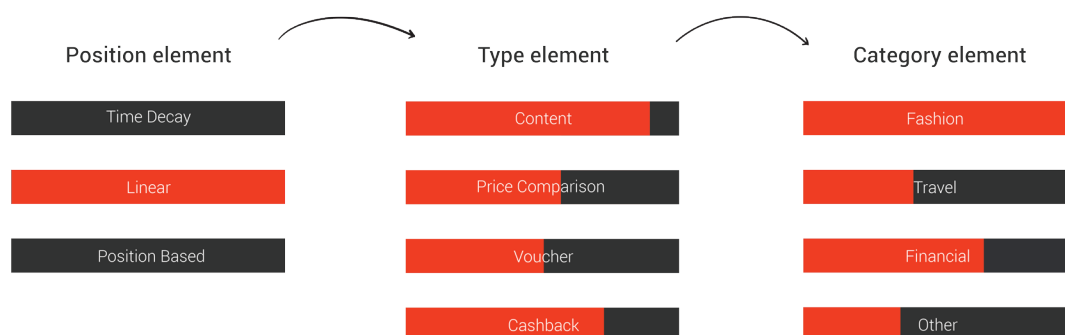 Position element
Type element
Category element
Time Decay
Content
Fashion
Linear
Price Comparison
Travel
Position Based
Voucher
Financial
Cashback
Other